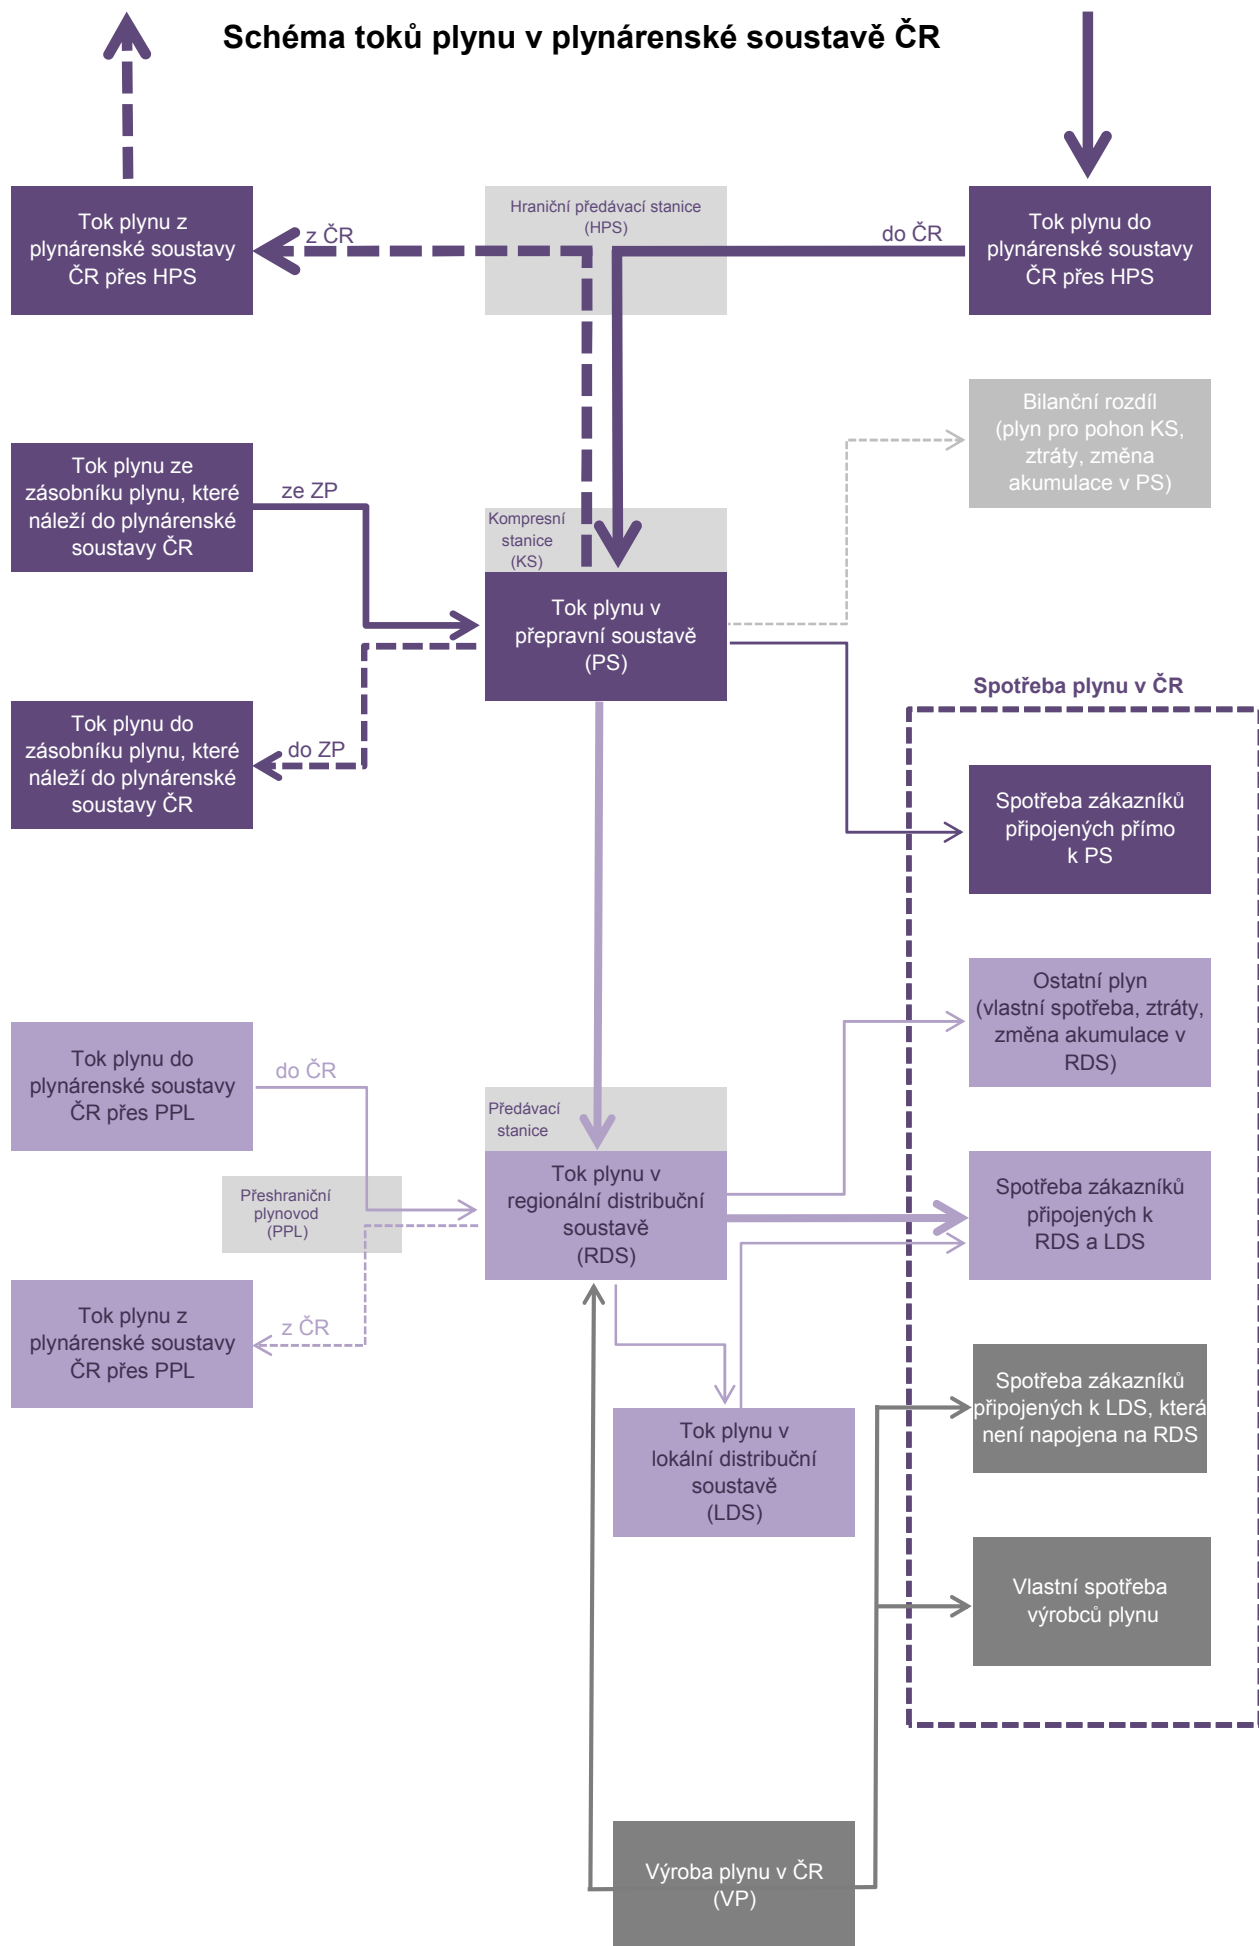 Schéma toků plynu v plynárenské soustavě ČR
Tok plynu z
plynárenské soustavy
ČR přes HPS
z ČR
Hraniční předávací stanice
(HPS)
do ČR
Tok plynu do
plynárenské soustavy
ČR přes HPS
Bilanční rozdíl
(plyn pro pohon KS,
ztráty, změna
akumulace v PS)
Tok plynu ze
zásobníku plynu, které
náleží do plynárenské
soustavy ČR
ze ZP
Kompresní
stanice
(KS)
Tok plynu v
přepravní soustavě
(PS)
Tok plynu do
zásobníku plynu, které
náleží do plynárenské
soustavy ČR
do ZP
Spotřeba plynu v ČR
Spotřeba zákazníků
připojených přímo
k PS
Ostatní plyn
(vlastní spotřeba, ztráty,
změna akumulace v
RDS)
Tok plynu do
plynárenské soustavy
ČR přes PPL
do ČR
Předávací
stanice
Tok plynu v
regionální distribuční
soustavě
(RDS)
Spotřeba zákazníků
připojených k
RDS a LDS
Přeshraniční
plynovod
(PPL)
Tok plynu z
plynárenské soustavy
ČR přes PPL
z ČR
Tok plynu v
lokální distribuční
soustavě
(LDS)
Spotřeba zákazníků
připojených k LDS, která
není napojena na RDS
Vlastní spotřeba
výrobců plynu
Výroba plynu v ČR
(VP)